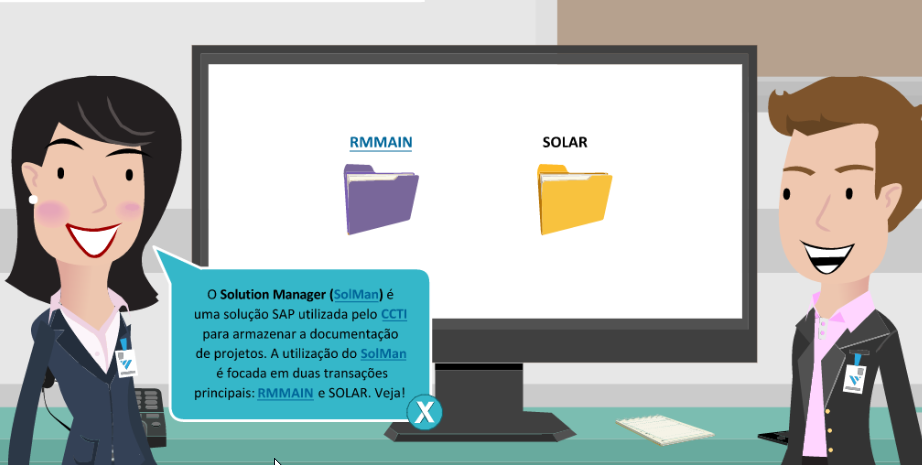 RMMAIN
SOLAR
O Solution Manager (SolMan) é
uma solução SAP utilizada pelo CCTI
para armazenar a documentação
de projetos. A utilização do SolMan
é focada em duas transações
principais: RMMAIN e SOLAR. Veja!
X